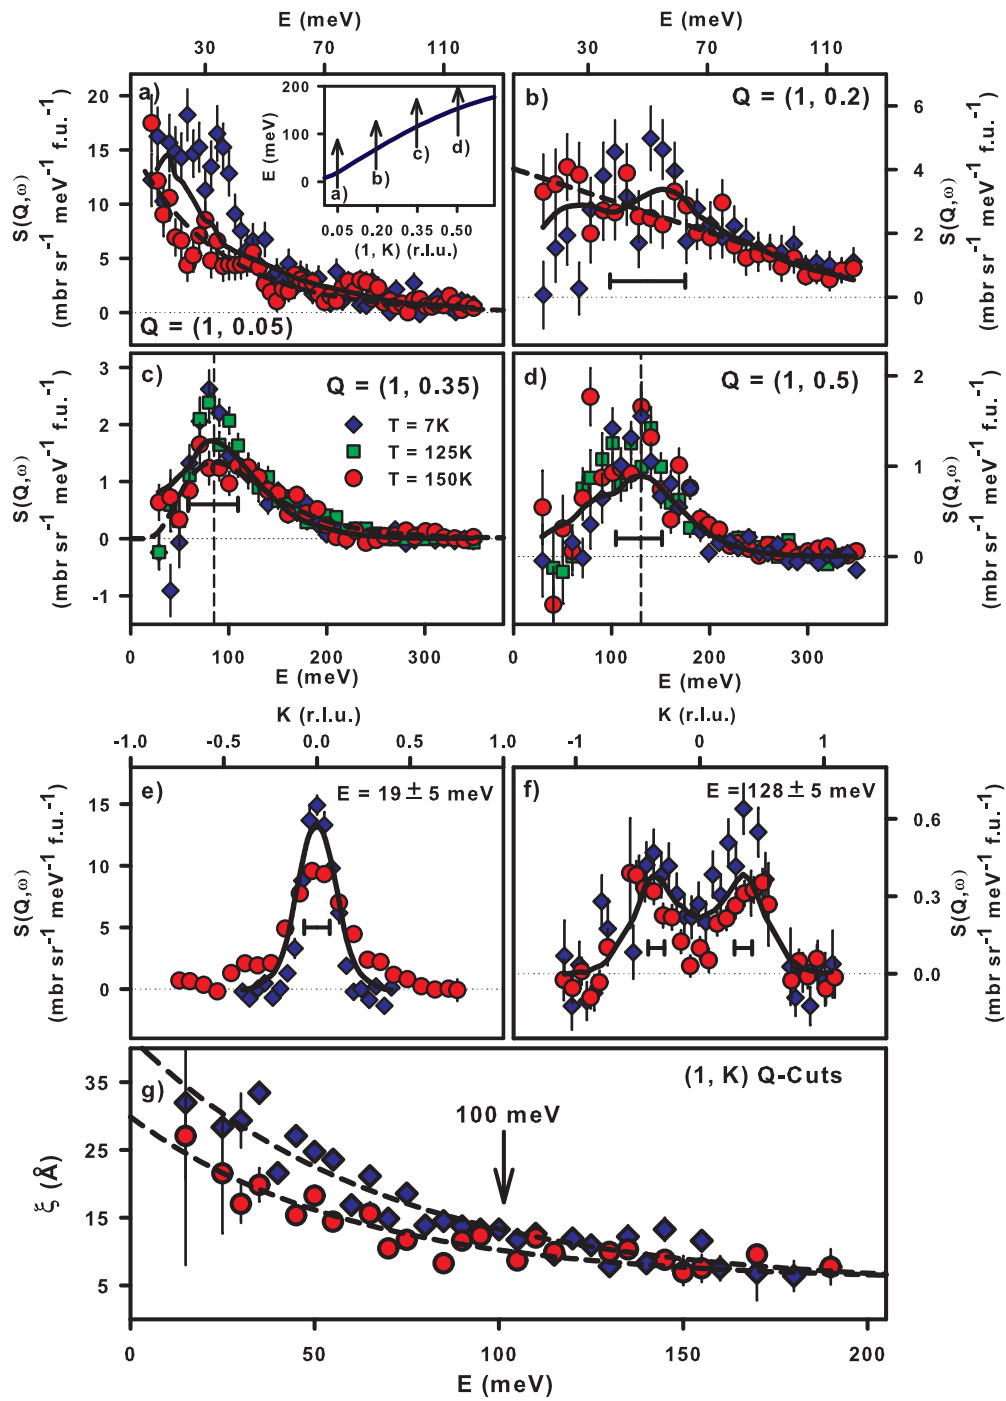 E (meV)
E (meV)
30
70
110
30
70
110
a)
b)
Q = (1, 0.2)
20
15
10
5
0
S(Q,ω)
(mbr sr⁻¹ meV⁻¹ f.u.⁻¹)
200
100
0
E (meV)
a)
b)
c)
d)
0.05 0.20 0.35 0.50
(1, K) (r.l.u.)
Q = (1, 0.05)
6
4
2
0
S(Q,ω)
(mbr sr⁻¹ meV⁻¹ f.u.⁻¹)
c)
Q = (1, 0.35)
T = 7K
T = 125K
T = 150K
3
2
1
0
-1
S(Q,ω)
(mbr sr⁻¹ meV⁻¹ f.u.⁻¹)
d)
Q = (1, 0.5)
2
1
0
S(Q,ω)
(mbr sr⁻¹ meV⁻¹ f.u.⁻¹)
0
100
200
300
0
100
200
300
E (meV)
E (meV)
K (r.l.u.)
K (r.l.u.)
-1.0
-0.5
0.0
0.5
1.0
-1
0
1
e)
E = 19 ± 5 meV
15
10
5
0
S(Q,ω)
(mbr sr⁻¹ meV⁻¹ f.u.⁻¹)
f)
E = 128 ± 5 meV
0.6
0.3
0.0
S(Q,ω)
(mbr sr⁻¹ meV⁻¹ f.u.⁻¹)
g)
(1, K) Q-Cuts
100 meV
35
25
15
5
ξ (Å)
0
50
100
150
200
E (meV)